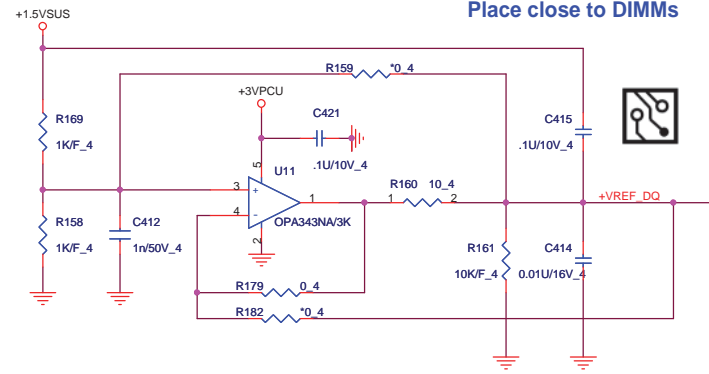 Place close to DIMMs
+1.5VSUS
R159
*0_4
+3VPCU
C421
.1U/10V_4
R169
1K/F_4
C415
.1U/10V_4
U11
5
3
+
4
-
1
2
OPA343NA/3K
R160
10_4
1
2
+VREF_DQ
R158
1K/F_4
C412
1n/50V_4
R161
10K/F_4
C414
0.01U/16V_4
R179
0_4
R182
*0_4